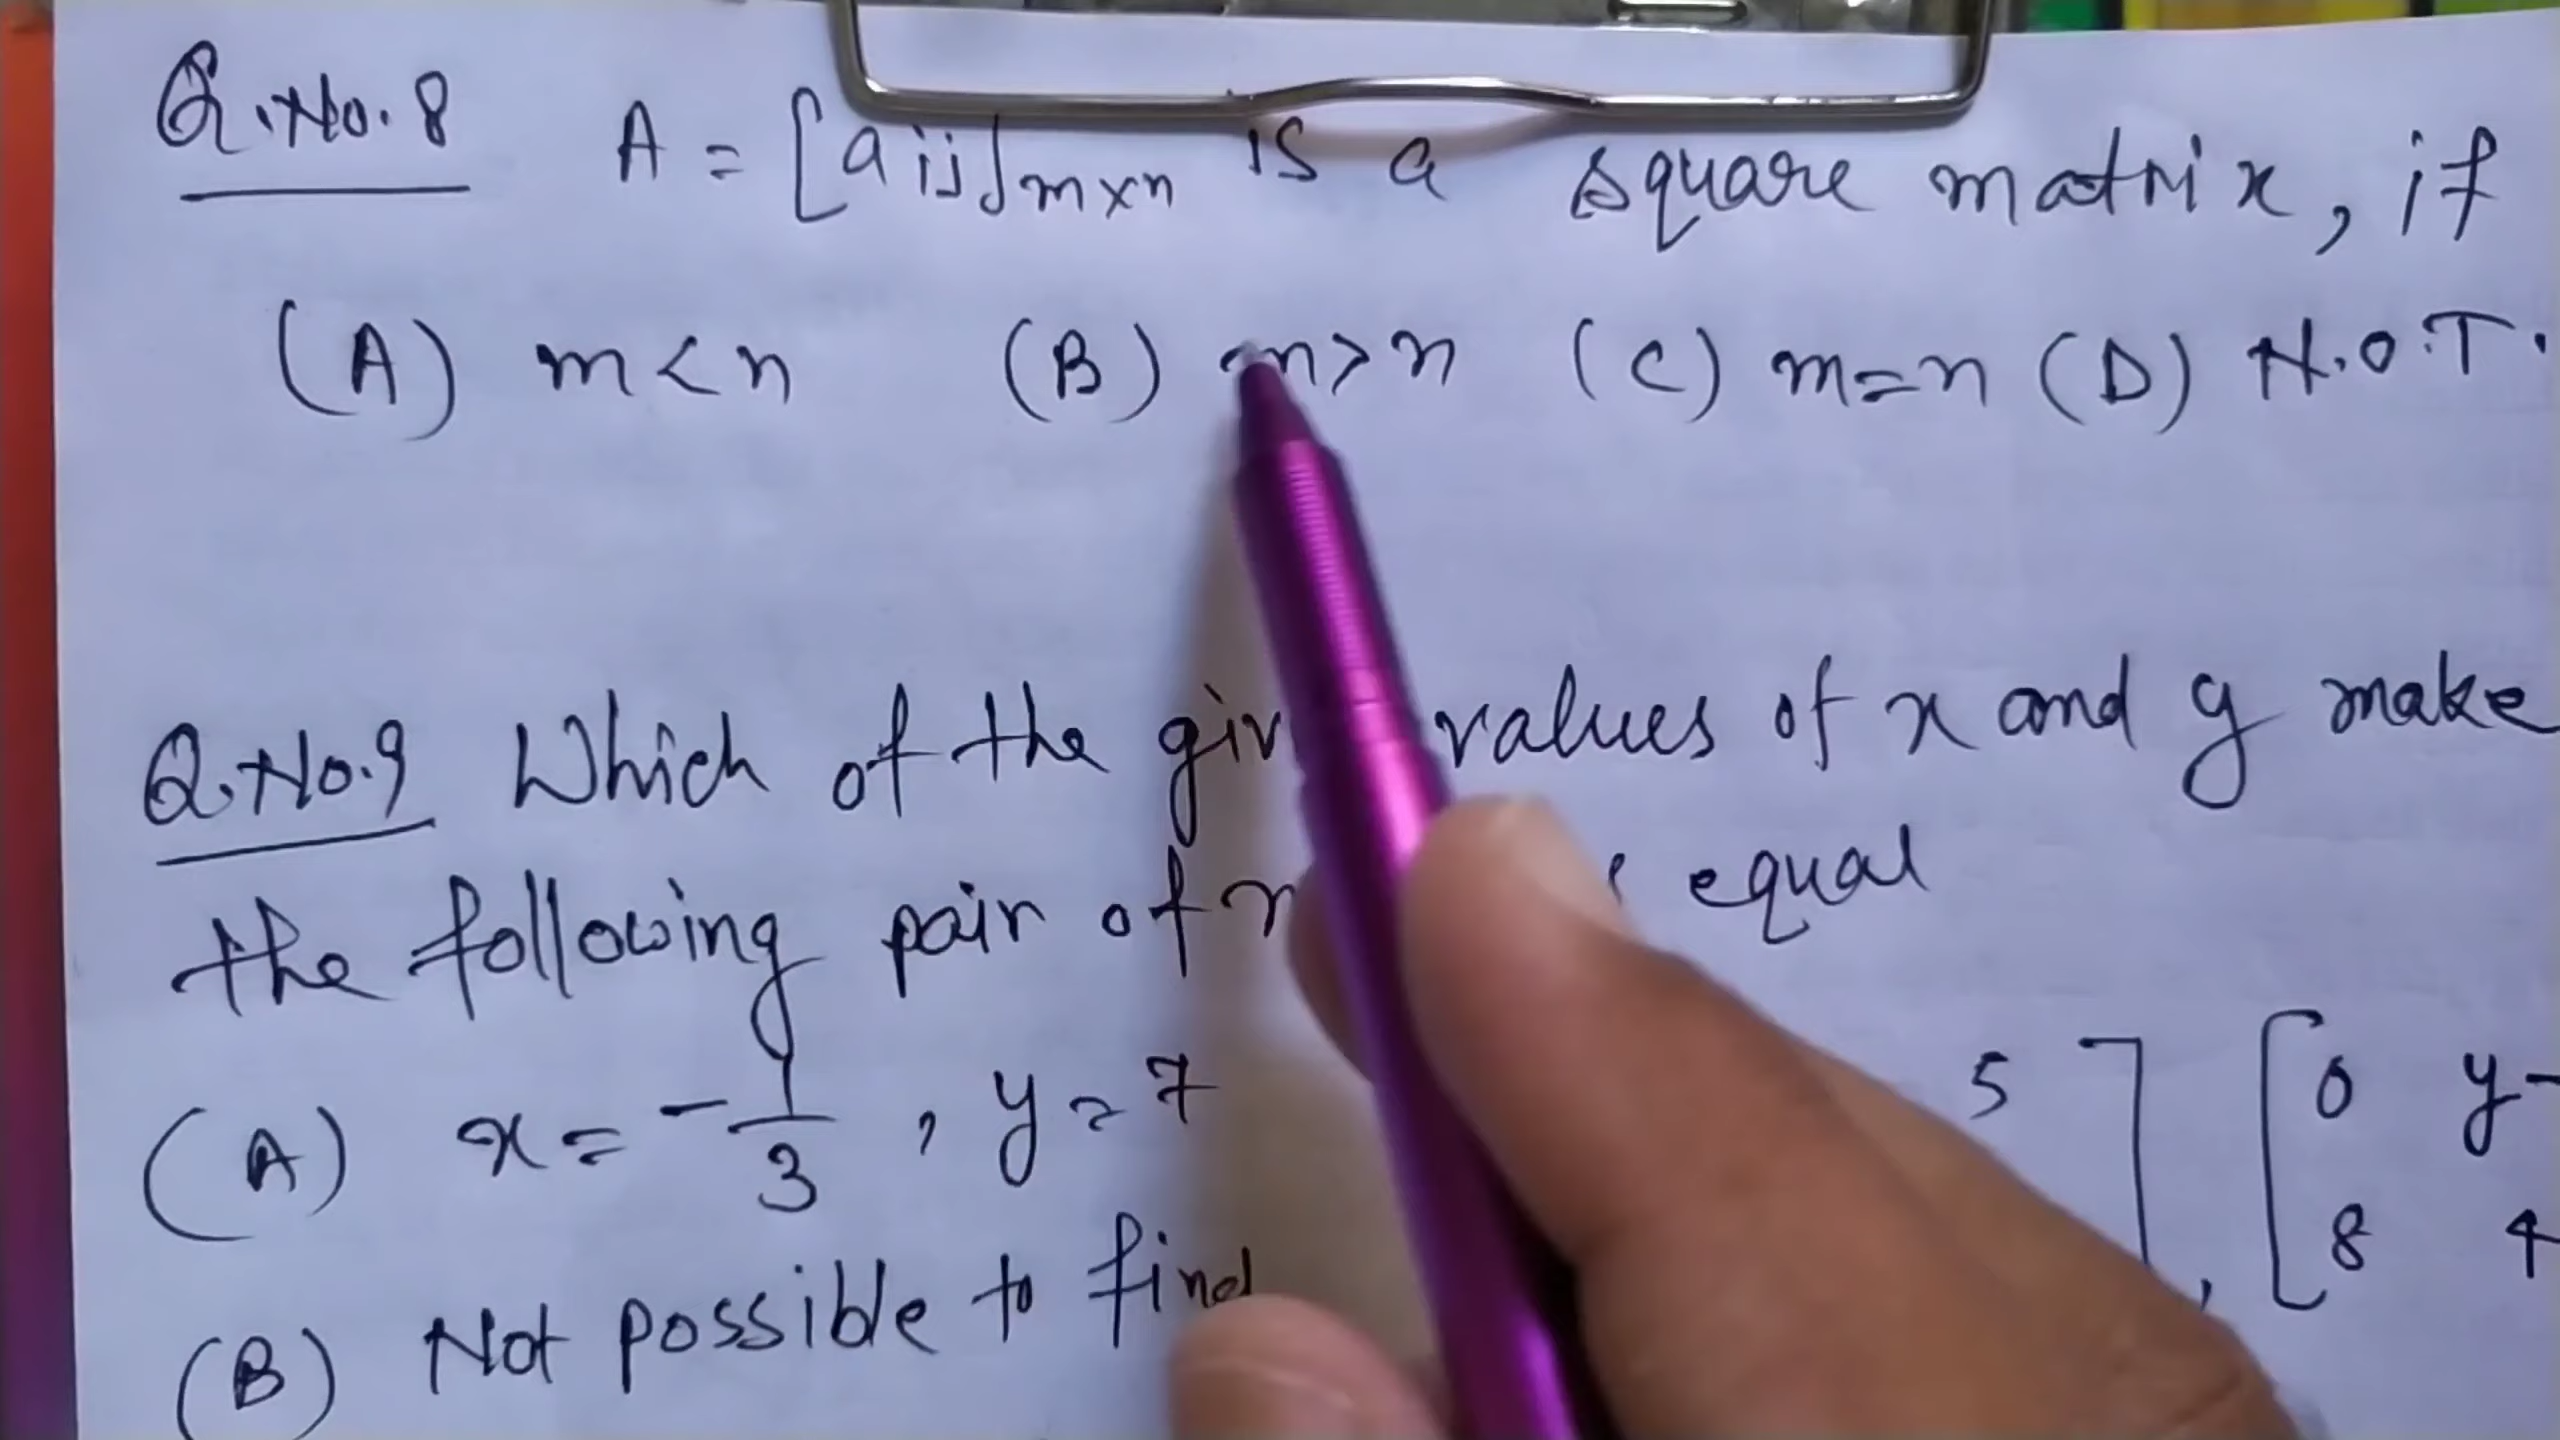 Q.No.8 A = [aij]m×n is a square matrix, if
(A) m<n (B) m>n (C) m=n (D) N.O.T.
Q.No.9 Which of the values of x and y make
the following pair of equal
(A) x = -1/3, y = 7 5 ] [ 0 y-
, 8 4
(B) Not possible to find